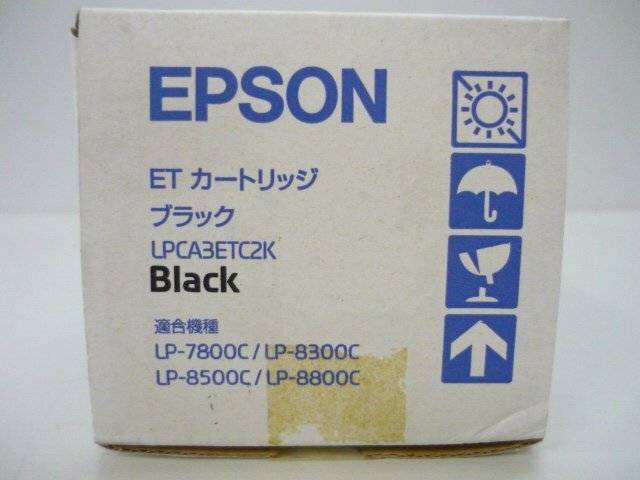 EPSON
ET カートリッジ
ブラック
LPCA3ETC2K
Black
適合機種
LP-7800C/LP-8300C
LP-8500C/LP-8800C